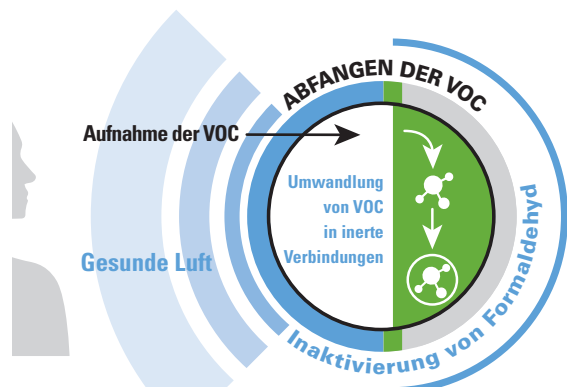 ABFANGEN DER VOC
Aufnahme der VOC
Umwandlung
von VOC
in inerte
Verbindungen
Gesunde Luft
Inaktivierung von Formaldehyd